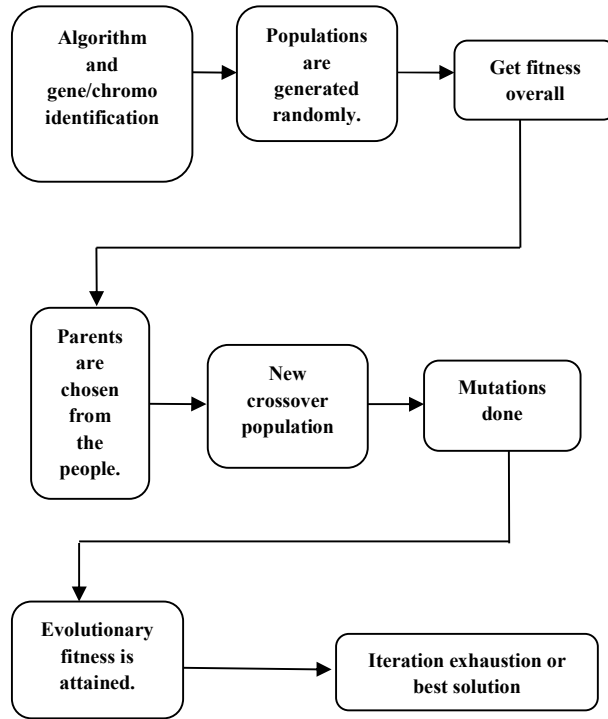 Algorithm
and
gene/chromo
identification
Populations
are
generated
randomly.
Get fitness
overall
Parents
are
chosen
from
the
people.
New
crossover
population
Mutations
done
Evolutionary
fitness is
attained.
Iteration exhaustion or
best solution